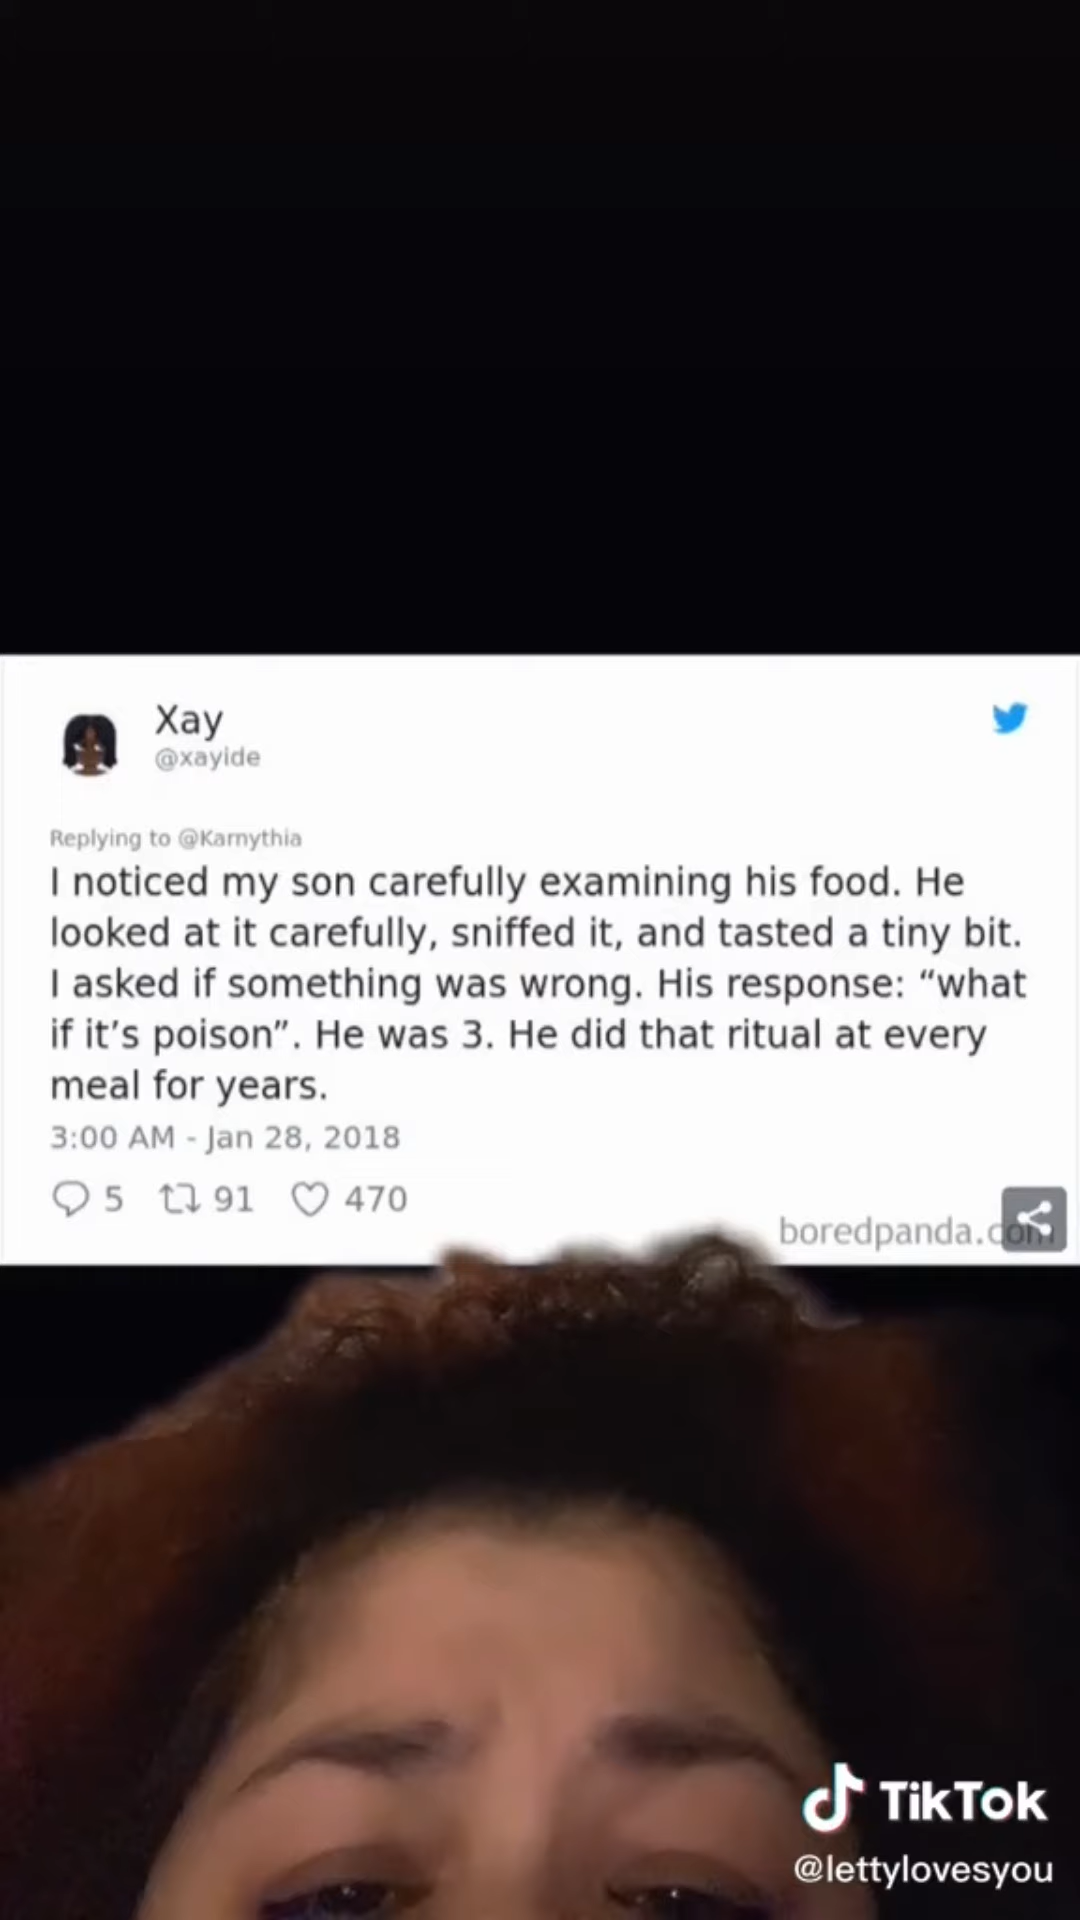 Xay
@xayide
Replying to @Karnythia
I noticed my son carefully examining his food. He
looked at it carefully, sniffed it, and tasted a tiny bit.
I asked if something was wrong. His response: “what
if it’s poison”. He was 3. He did that ritual at every
meal for years.
3:00 AM - Jan 28, 2018
5 91 470
boredpanda.com
TikTok
@lettylovesyou